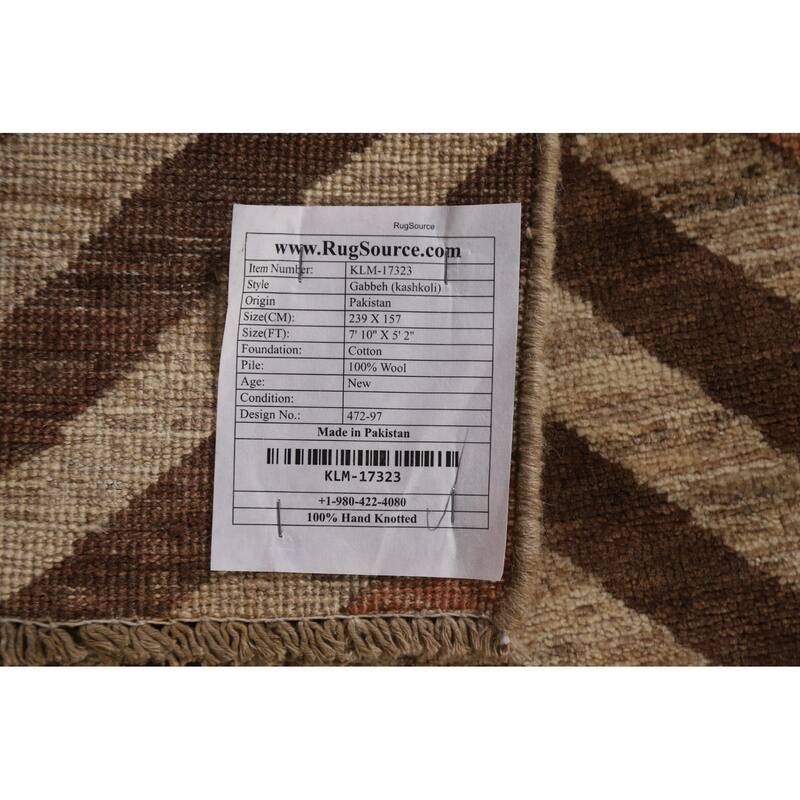 RugSource
www.RugSource.com
Item Number: KLM-17323
Style Gabbeh (kashkoli)
Origin Pakistan
Size(CM): 239 X 157
Size(FT): 7' 10" X 5' 2"
Foundation: Cotton
Pile: 100% Wool
Age: New
Condition:
Design No.: 472-97
Made in Pakistan
KLM-17323
+1-980-422-4080
100% Hand Knotted